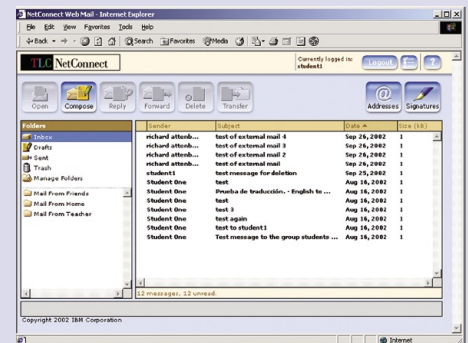 NetConnect Web Mail - Internet Explorer
File Edit View Favorites Tools Help
Back Search Favorites Media
TLC NetConnect
Currently logged in: student1
Logout ?
Open Compose Reply Forward Delete Transfer Addresses Signatures
Folders
Inbox
Drafts
Sent
Trash
Manage Folders
Mail From Friends
Mail From Home
Mail From Teacher
Sender Subject Date Size (kB)
richard attenb... test of external mail 4 Sep 26, 2002 1
richard attenb... test of external mail 3 Sep 26, 2002 1
richard attenb... test of external mail 2 Sep 26, 2002 1
richard attenb... test of external mail Sep 26, 2002 1
student1 test message for deletion Sep 25, 2002 1
Student One test Aug 16, 2002 1
Student One Prueba de traducción. - English to ... Aug 16, 2002 1
Student One test Aug 16, 2002 1
Student One test 3 Aug 16, 2002 1
Student One test again Aug 16, 2002 1
Student One test to student1 Aug 16, 2002 1
Student One Test message to the group students ... Aug 16, 2002 1
12 messages, 12 unread.
Copyright 2002 IBM Corporation
Internet